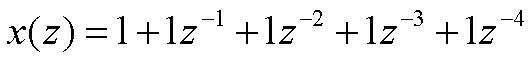 x(z) = 1 + 1z⁻¹ + 1z⁻² + 1z⁻³ + 1z⁻⁴